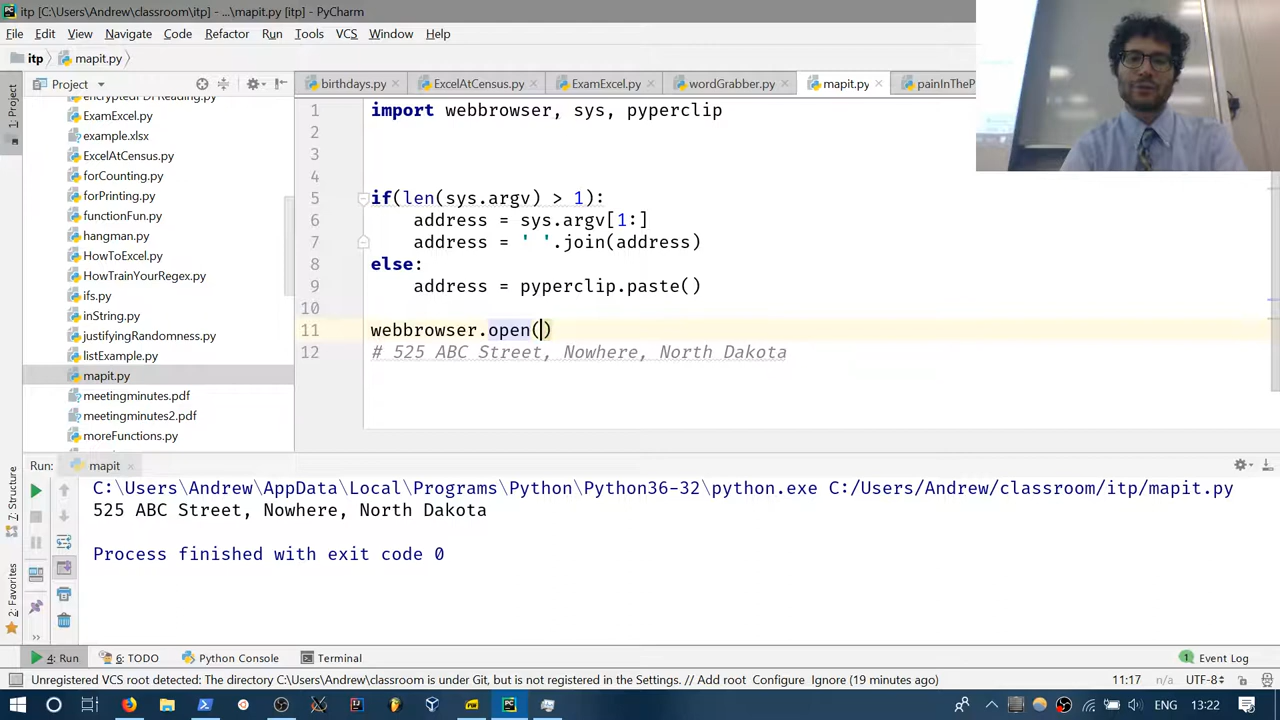 itp [C:\Users\Andrew\classroom\itp] - ...\mapit.py [itp] - PyCharm
File Edit View Navigate Code Refactor Run Tools VCS Window Help
itp mapit.py
Project birthdays.py ExcelAtCensus.py ExamExcel.py wordGrabber.py mapit.py painInTheP
1: Project
ExamExcel.py
example.xlsx
ExcelAtCensus.py
forCounting.py
forPrinting.py
functionFun.py
hangman.py
HowToExcel.py
HowTrainYourRegex.py
ifs.py
inString.py
justifyingRandomness.py
listExample.py
mapit.py
meetingminutes.pdf
meetingminutes2.pdf
moreFunctions.py
1 import webbrowser, sys, pyperclip
2
3
4
5 if(len(sys.argv) > 1):
6 address = sys.argv[1:]
7 address = ' '.join(address)
8 else:
9 address = pyperclip.paste()
10
11 webbrowser.open()
12 # 525 ABC Street, Nowhere, North Dakota
Run: mapit
C:\Users\Andrew\AppData\Local\Programs\Python\Python36-32\python.exe C:/Users/Andrew/classroom/itp/mapit.py
525 ABC Street, Nowhere, North Dakota
Process finished with exit code 0
7: Structure
2: Favorites
4: Run 6: TODO Python Console Terminal 1 Event Log
Unregistered VCS root detected: The directory C:\Users\Andrew\classroom is under Git, but is not registered in the Settings. // Add root Configure Ignore (19 minutes ago) 11:17 n/a UTF-8
ENG 13:22